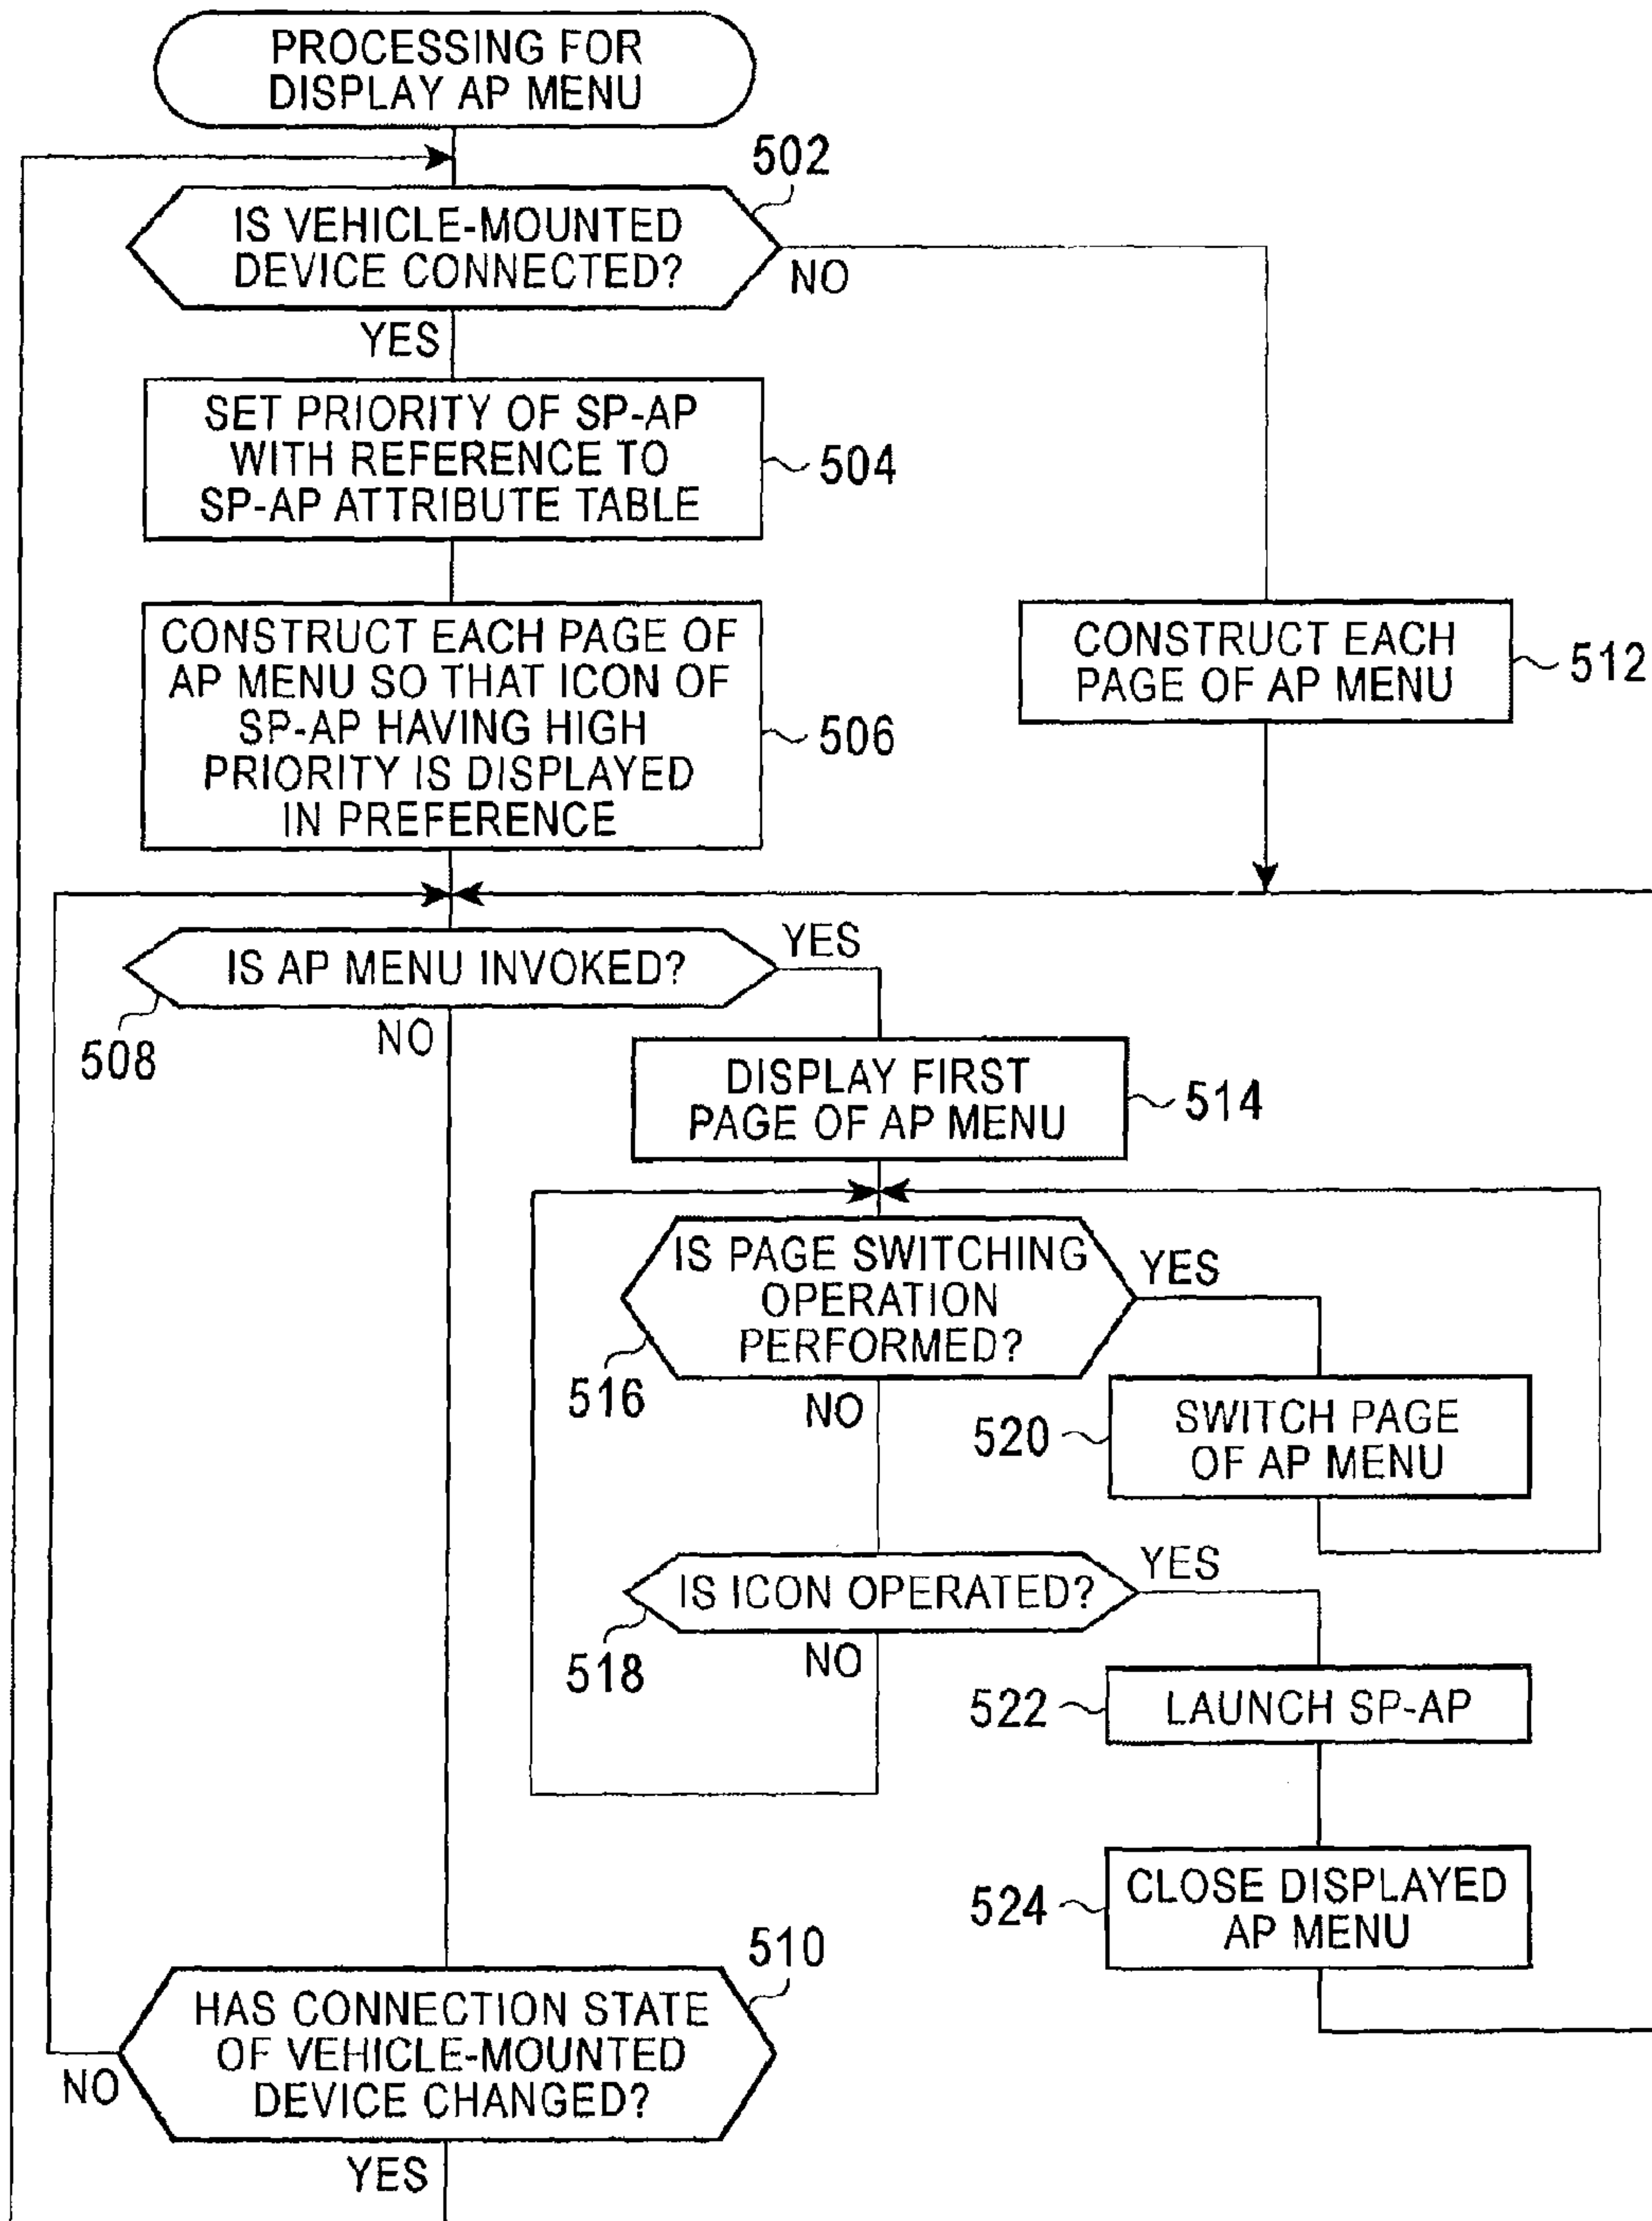 PROCESSING FOR
DISPLAY AP MENU
502
IS VEHICLE-MOUNTED
DEVICE CONNECTED?
NO
YES
SET PRIORITY OF SP-AP
WITH REFERENCE TO
SP-AP ATTRIBUTE TABLE
504
CONSTRUCT EACH PAGE OF
AP MENU SO THAT ICON OF
SP-AP HAVING HIGH
PRIORITY IS DISPLAYED
IN PREFERENCE
506
CONSTRUCT EACH
PAGE OF AP MENU
512
IS AP MENU INVOKED?
YES
508
NO
DISPLAY FIRST
PAGE OF AP MENU
514
IS PAGE SWITCHING
OPERATION
PERFORMED?
YES
516
NO
520
SWITCH PAGE
OF AP MENU
IS ICON OPERATED?
YES
518
NO
522
LAUNCH SP-AP
524
CLOSE DISPLAYED
AP MENU
510
HAS CONNECTION STATE
OF VEHICLE-MOUNTED
DEVICE CHANGED?
NO
YES